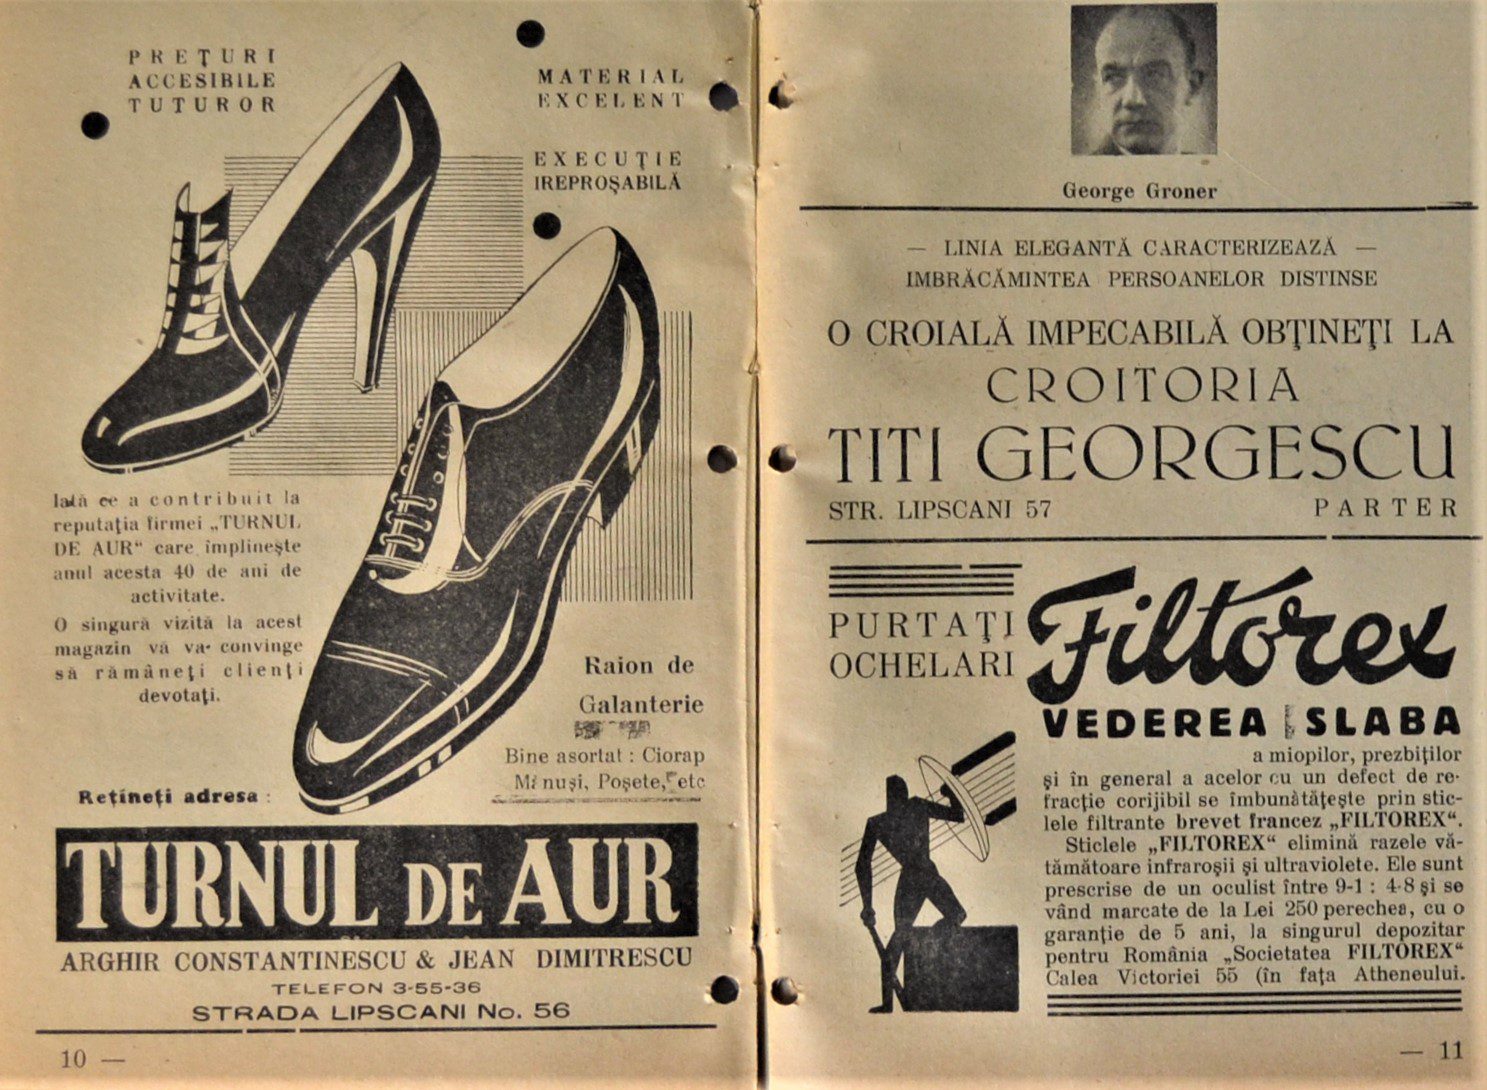 PREȚURI
ACCESIBILE
TUTUROR
MATERIAL
EXCELENT
EXECUȚIE
IREPROȘABILĂ
Iată ce a contribuit la
reputația firmei „TURNUL
DE AUR“ care împlinește
anul acesta 40 de ani de
activitate.
O singură vizită la acest
magazin vă va convinge
să rămâneți clienți
devotați.
Raion de
Galanterie
Bine asortat : Ciorap
Mănuși, Poșete, etc
Rețineți adresa :
TURNUL DE AUR
ARGHIR CONSTANTINESCU & JEAN DIMITRESCU
TELEFON 3-55-36
STRADA LIPSCANI No. 56
10 —
George Groner
— LINIA ELEGANTĂ CARACTERIZEAZĂ —
IMBRĂCĂMINTEA PERSOANELOR DISTINSE
O CROIALĂ IMPECABILĂ OBȚINEȚI LA
CROITORIA
TITI GEORGESCU
STR. LIPSCANI 57 PARTER
PURTAȚI
OCHELARI
Filtorex
VEDEREA SLABA
a miopilor, prezbiților
și în general a acelor cu un defect de re-
fracție corijibil se îmbunătățește prin stic-
lele filtrante brevet francez „FILTOREX“.
Sticlele „FILTOREX“ elimină razele vă-
tămătoare infraroșii și ultraviolete. Ele sunt
prescrise de un oculist între 9-1 : 4-8 și se
vând marcate de la Lei 250 perechea, cu o
garanție de 5 ani, la singurul depozitar
pentru România „Societatea FILTOREX“
Calea Victoriei 55 (în fața Atheneului.
— 11